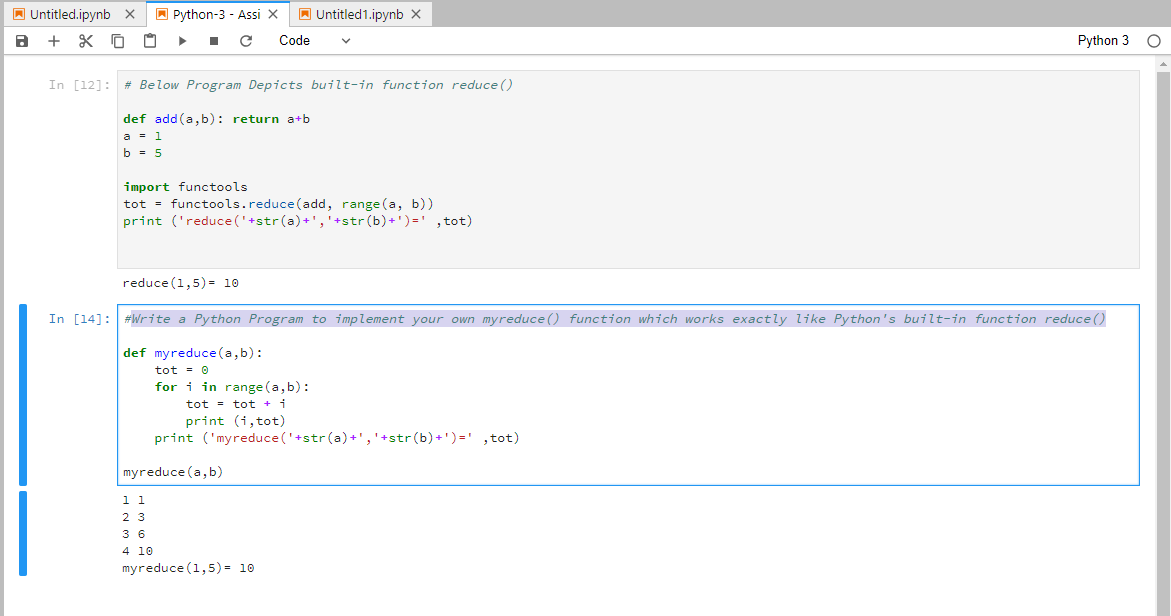 Untitled.ipynb × Python-3 - Assi × Untitled1.ipynb ×
Code Python 3
In [12]: # Below Program Depicts built-in function reduce()
def add(a,b): return a+b
a = 1
b = 5
import functools
tot = functools.reduce(add, range(a, b))
print ('reduce('+str(a)+','+str(b)+')=' ,tot)
reduce(1,5)= 10
In [14]: #Write a Python Program to implement your own myreduce() function which works exactly like Python's built-in function reduce()
def myreduce(a,b):
    tot = 0
    for i in range(a,b):
        tot = tot + i
        print (i,tot)
    print ('myreduce('+str(a)+','+str(b)+')=' ,tot)
myreduce(a,b)
1 1
2 3
3 6
4 10
myreduce(1,5)= 10